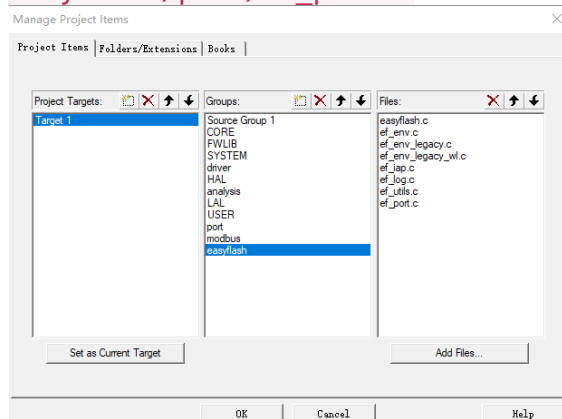 Manage Project Items
Project Items Folders/Extensions Books
Project Targets:
Groups:
Files:
Target 1
Source Group 1
CORE
FWLIB
SYSTEM
driver
HAL
analysis
LAL
USER
port
modbus
easyflash
easyflash.c
ef_env.c
ef_env_legacy.c
ef_env_legacy_wl.c
ef_iap.c
ef_log.c
ef_utils.c
ef_port.c
Set as Current Target
Add Files...
OK
Cancel
Help